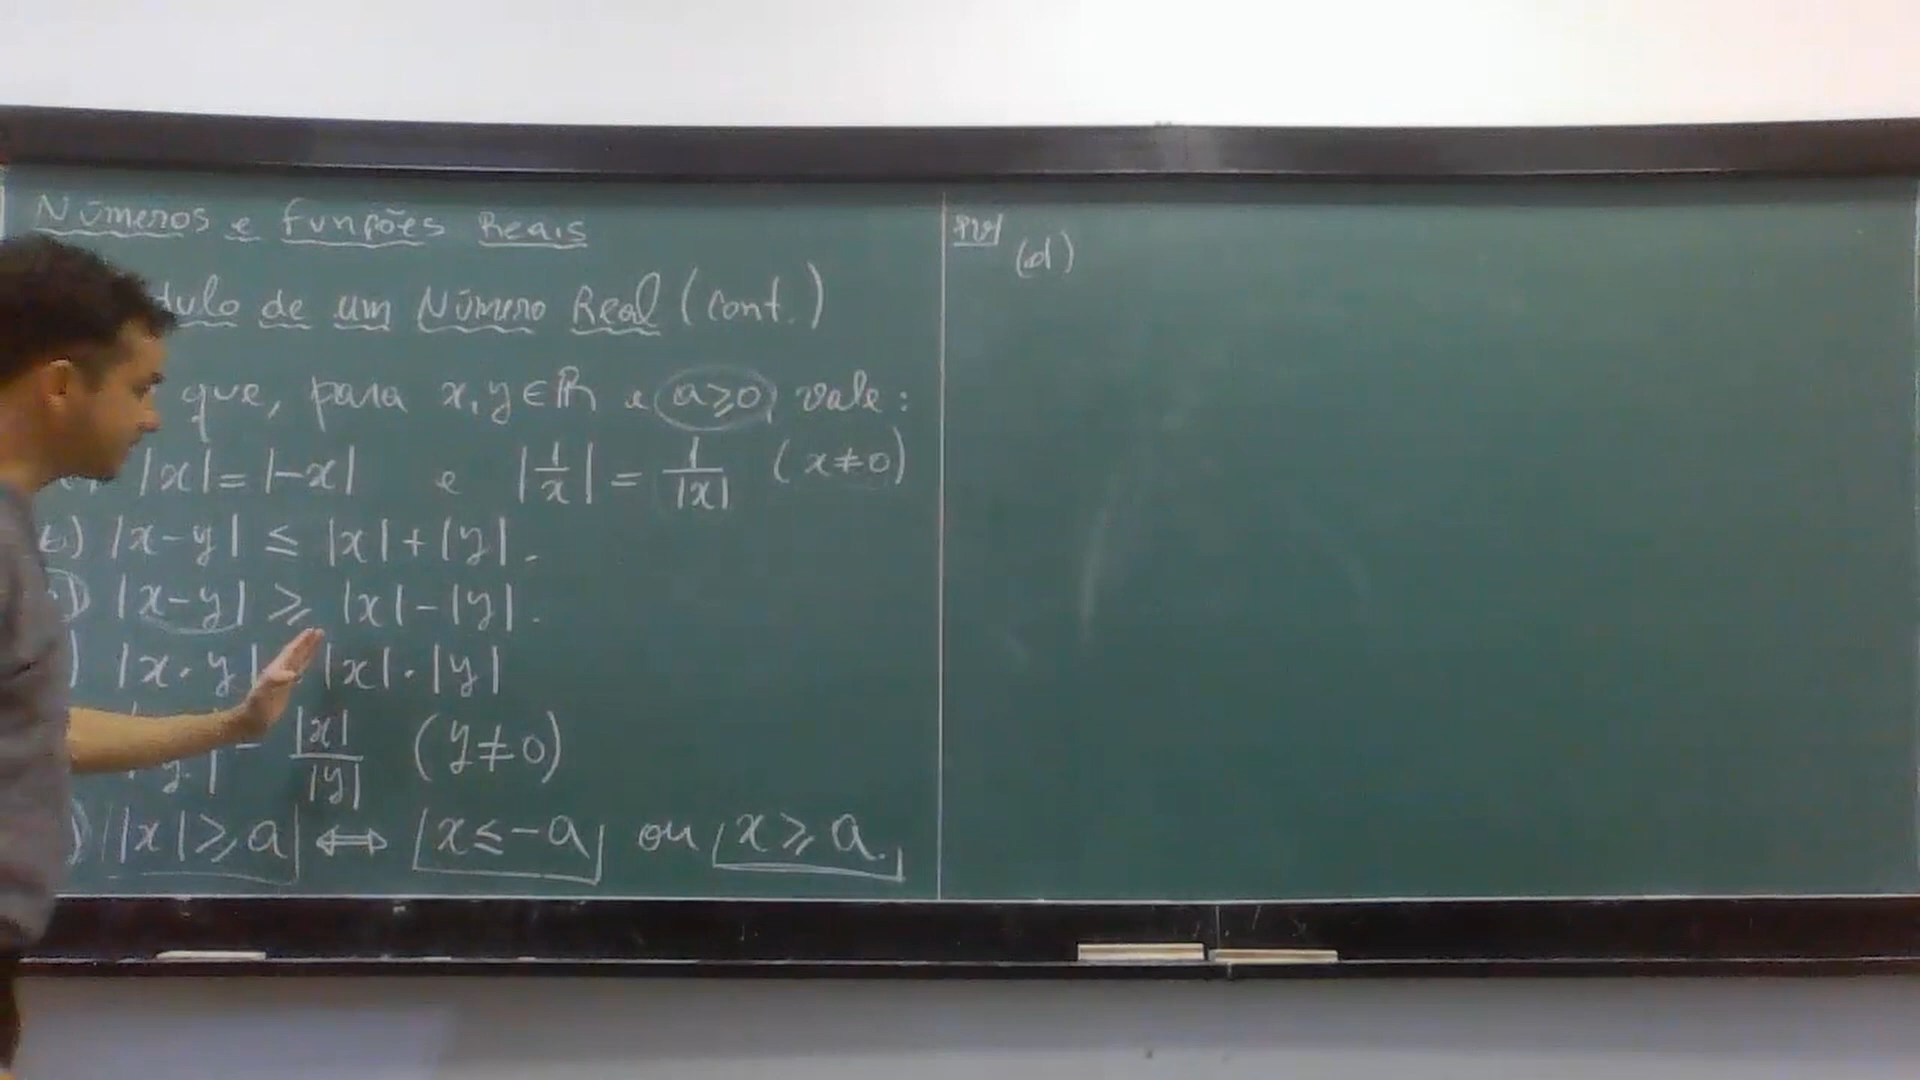 Números e Funções Reais
dulo de um Número Real (cont.)
que, para x, y ∈ ℝ e a ≥ 0, vale:
|x| = |-x| e |1/x| = 1/|x| (x ≠ 0)
b) |x-y| ≤ |x| + |y|.
) |x-y| ≥ |x| - |y|.
) |x·y| |x|·|y|
y | = |x|/|y| (y ≠ 0)
) |x| ≥ a ⇔ x ≤ -a ou x ≥ a.
(d)